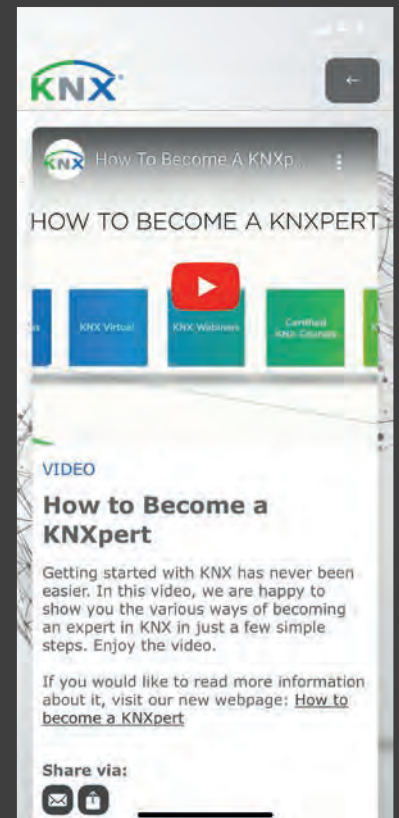 KNX
←
KNX How To Become A KNXp...
HOW TO BECOME A KNXPERT
KNX Virtual
KNX Webinars
Certified
KNX Courses
VIDEO
How to Become a
KNXpert
Getting started with KNX has never been
easier. In this video, we are happy to
show you the various ways of becoming
an expert in KNX in just a few simple
steps. Enjoy the video.
If you would like to read more information
about it, visit our new webpage: How to
become a KNXpert
Share via: